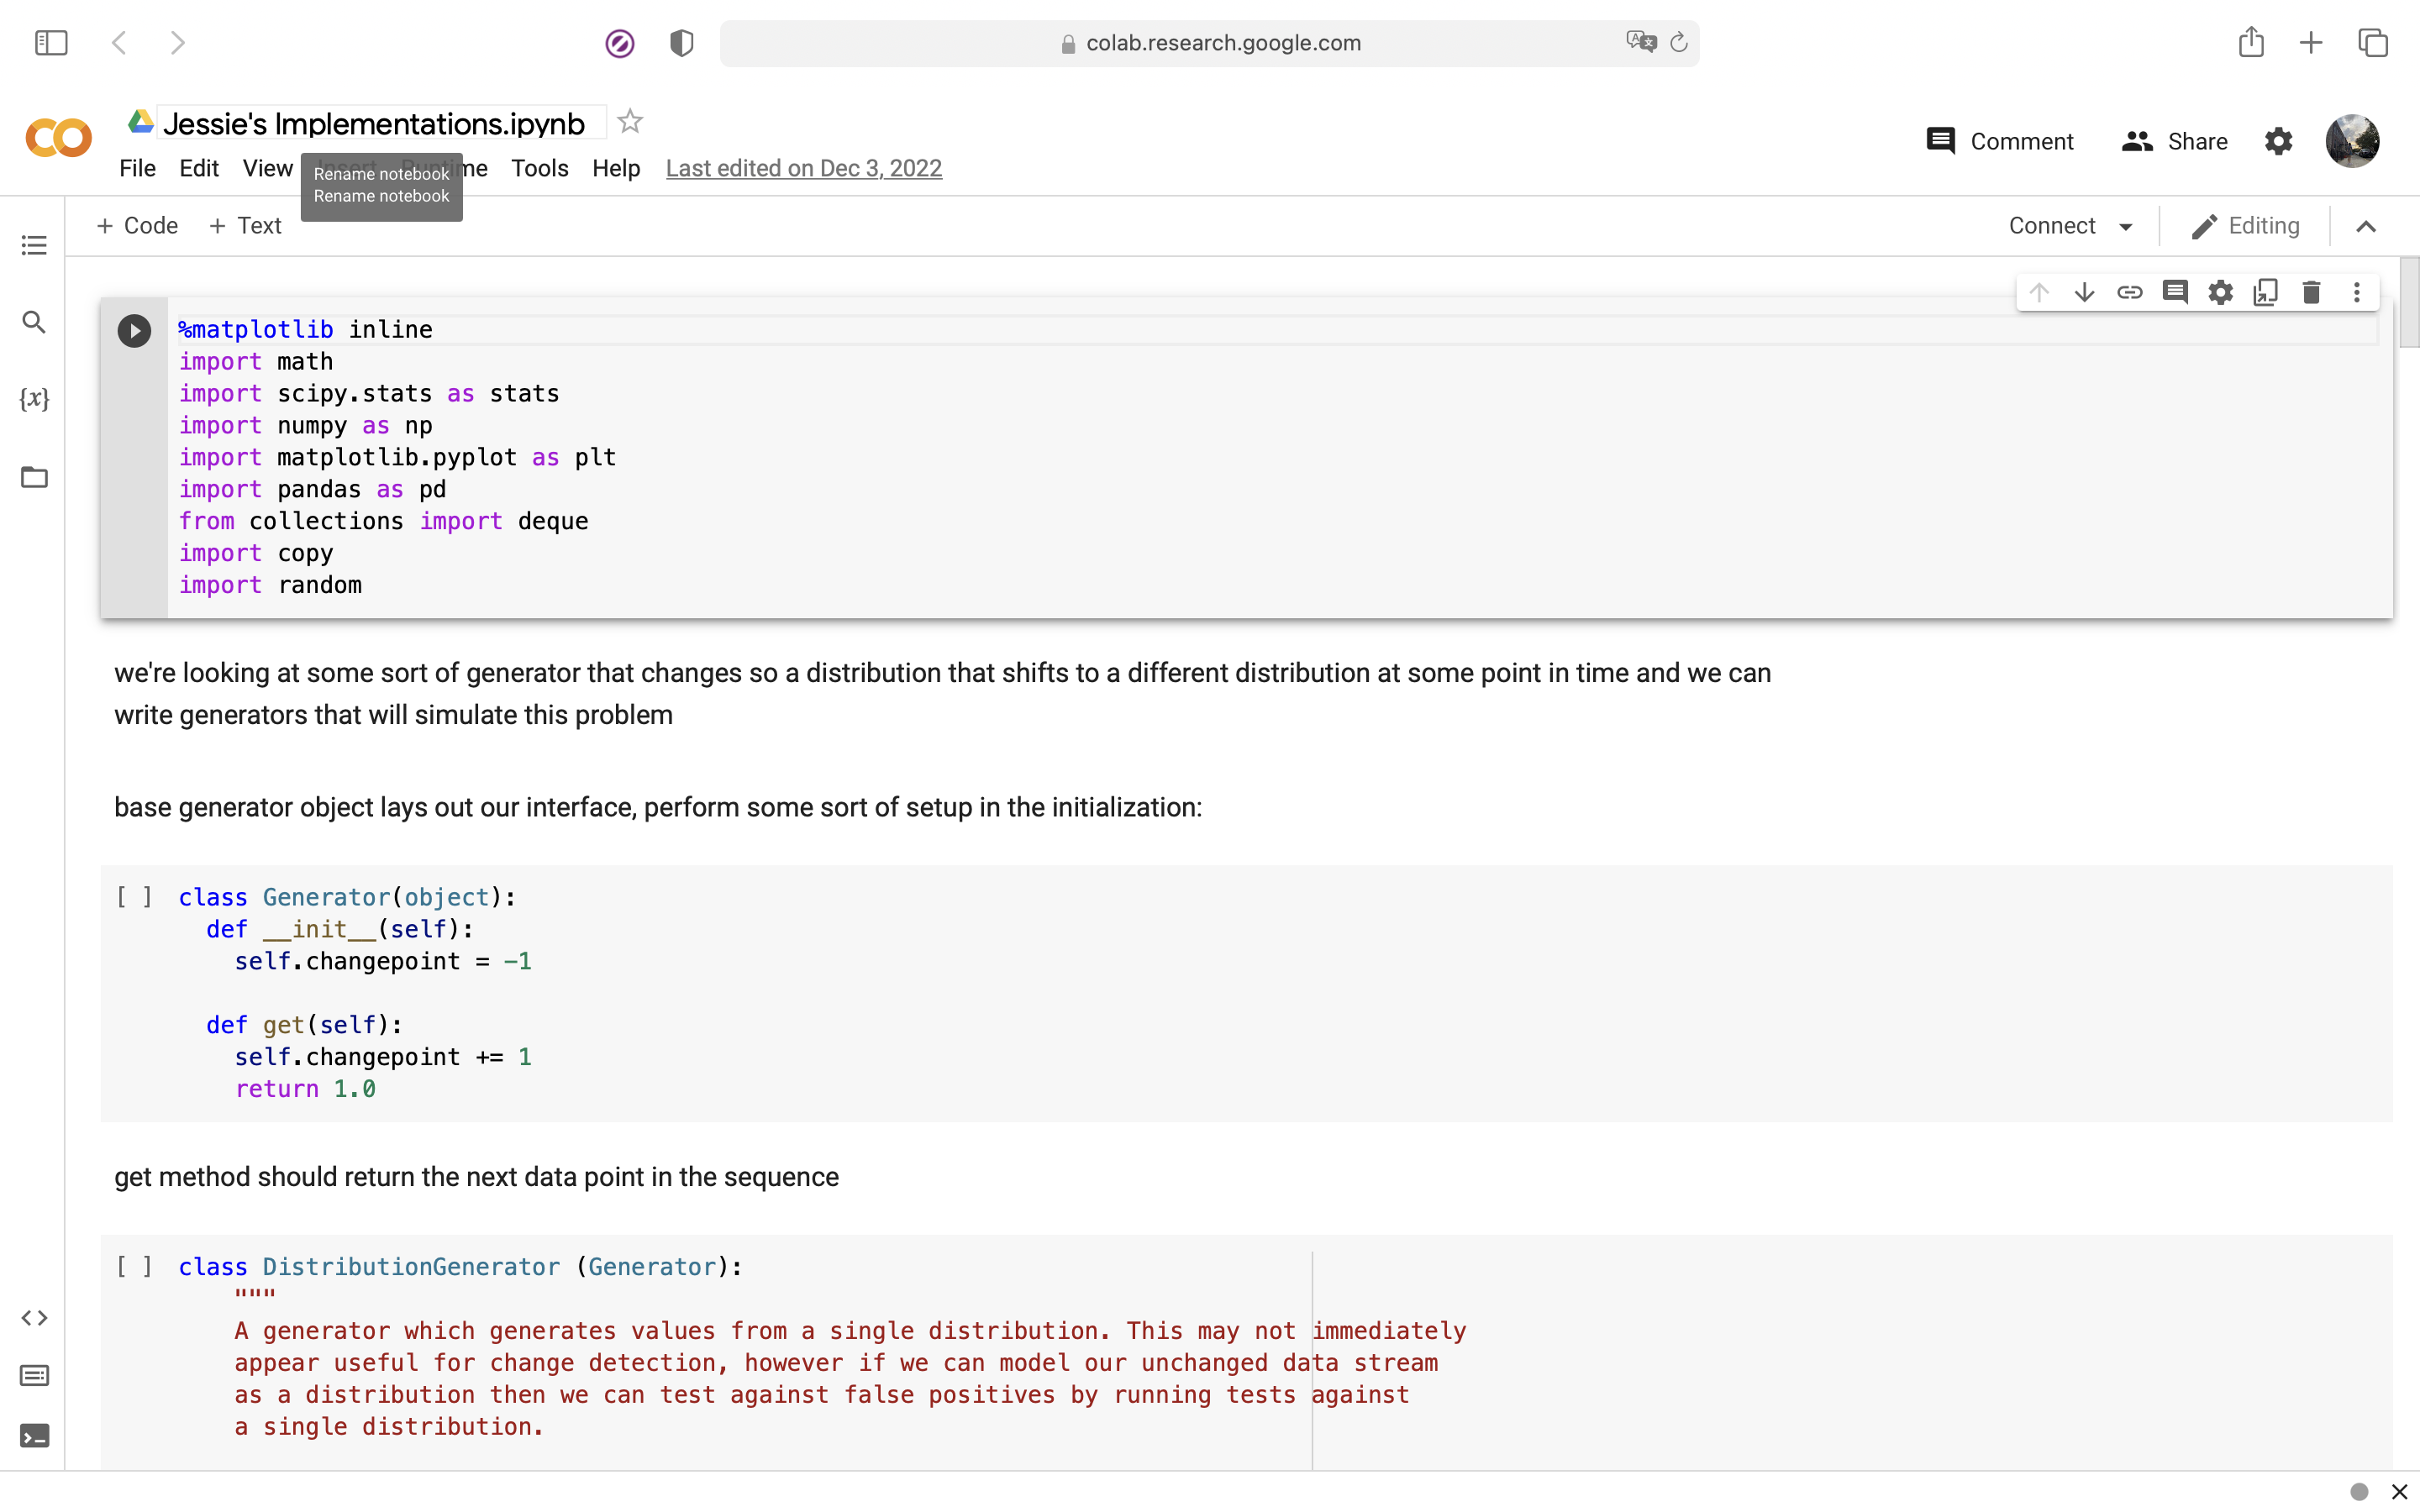 colab.research.google.com
Jessie's Implementations.ipynb
File Edit View Runtime Tools Help Last edited on Dec 3, 2022
Rename notebook
Rename notebook
Comment
Share
+ Code + Text
Connect
Editing
{x}
%matplotlib inline
import math
import scipy.stats as stats
import numpy as np
import matplotlib.pyplot as plt
import pandas as pd
from collections import deque
import copy
import random
we're looking at some sort of generator that changes so a distribution that shifts to a different distribution at some point in time and we can
write generators that will simulate this problem
base generator object lays out our interface, perform some sort of setup in the initialization:
[ ] class Generator(object):
def __init__(self):
self.changepoint = -1
def get(self):
self.changepoint += 1
return 1.0
get method should return the next data point in the sequence
[ ] class DistributionGenerator (Generator):
"""
A generator which generates values from a single distribution. This may not immediately
appear useful for change detection, however if we can model our unchanged data stream
as a distribution then we can test against false positives by running tests against
a single distribution.